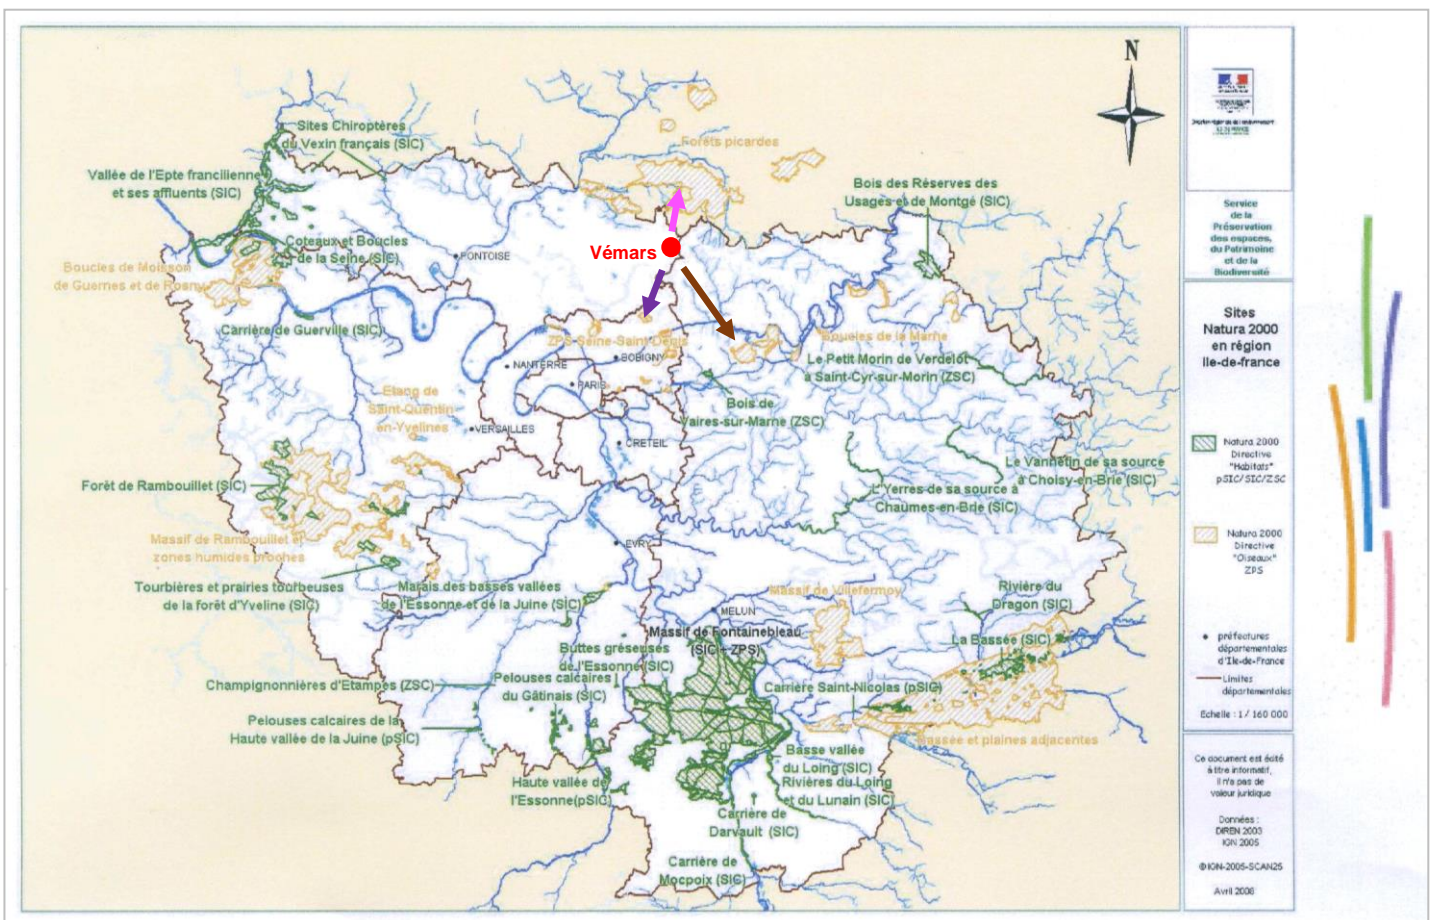 N
Sites Chiroptères
du Vexin français (SIC)
Forêts picardes
Vallée de l'Epte francilienne
et ses affluents (SIC)
Bois des Réserves des
Usages et de Montgé (SIC)
Vémars
Coteaux et Boucles
de la Seine (SIC)
PONTOISE
Boucles de Moisson
de Guernes et de Rosny
Carrière de Guerville (SIC)
ZPS Seine-Saint-Denis
Boucles de la Marne
BOBIGNY
NANTERRE
Le Petit Morin de Verdelot
à Saint-Cyr-sur-Morin (ZSC)
PARIS
Etang de
Saint-Quentin
en-Yvelines
Bois de
Vaires-sur-Marne (ZSC)
VERSAILLES
CRETEIL
Le Vannetin de sa source
à Choisy-en-Brie (SIC)
Forêt de Rambouillet (SIC)
L'Yerres de sa source à
Chaumes-en-Brie (SIC)
Massif de Rambouillet et
zones humides proches
EVRY
Tourbières et prairies tourbeuses
de la forêt d'Yveline (SIC)
Marais des basses vallées
de l'Essonne et de la Juine (SIC)
Massif de Villefermoy
Rivière du
Dragon (SIC)
MELUN
Massif de Fontainebleau
(SIC + ZPS)
La Bassée (SIC)
Buttes gréseuses
de l'Essonne (SIC)
Champignonnières d'Etampes (ZSC)
Pelouses calcaires
du Gâtinais (SIC)
Carrière Saint-Nicolas (pSIC)
Pelouses calcaires de la
Haute vallée de la Juine (pSIC)
Bassée et plaines adjacentes
Basse vallée
du Loing (SIC)
Haute vallée de
l'Essonne(pSIC)
Rivières du Loing
et du Lunain (SIC)
Carrière de
Darvault (SIC)
Carrière de
Mocpoix (SIC)
Service
de la
Préservation
des espaces,
du Patrimoine
et de la
Biodiversité
Sites
Natura 2000
en région
Ile-de-france
Natura 2000
Directive
"Habitats"
pSIC/SIC/ZSC
Natura 2000
Directive
"Oiseaux"
ZPS
préfectures
départementales
d'Ile-de-France
Limites
départementales
Echelle : 1 / 160 000
Ce document est édité
à titre informatif,
il n'a pas de
valeur juridique
Données :
DIREN 2003
IGN 2005
©IGN-2005-SCAN25
Avril 2008